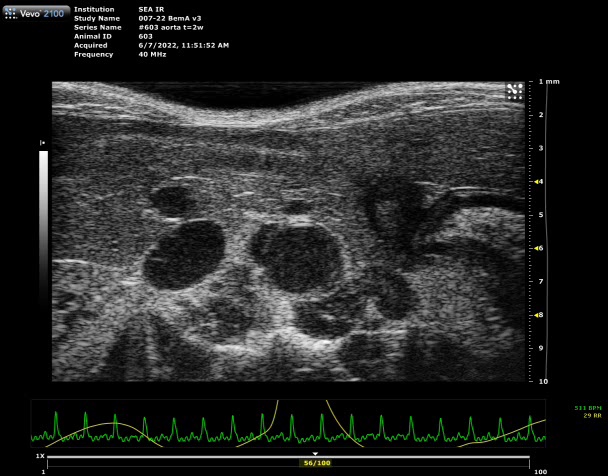 Vevo 2100
Institution SEA IR
Study Name 007-22 BemA v3
Series Name #603 aorta t=2w
Animal ID 603
Acquired 6/7/2022, 11:51:52 AM
Frequency 40 MHz
1 mm
2
3
4
5
6
7
8
9
10
BPM
29 RR
1X
56/100
1
100